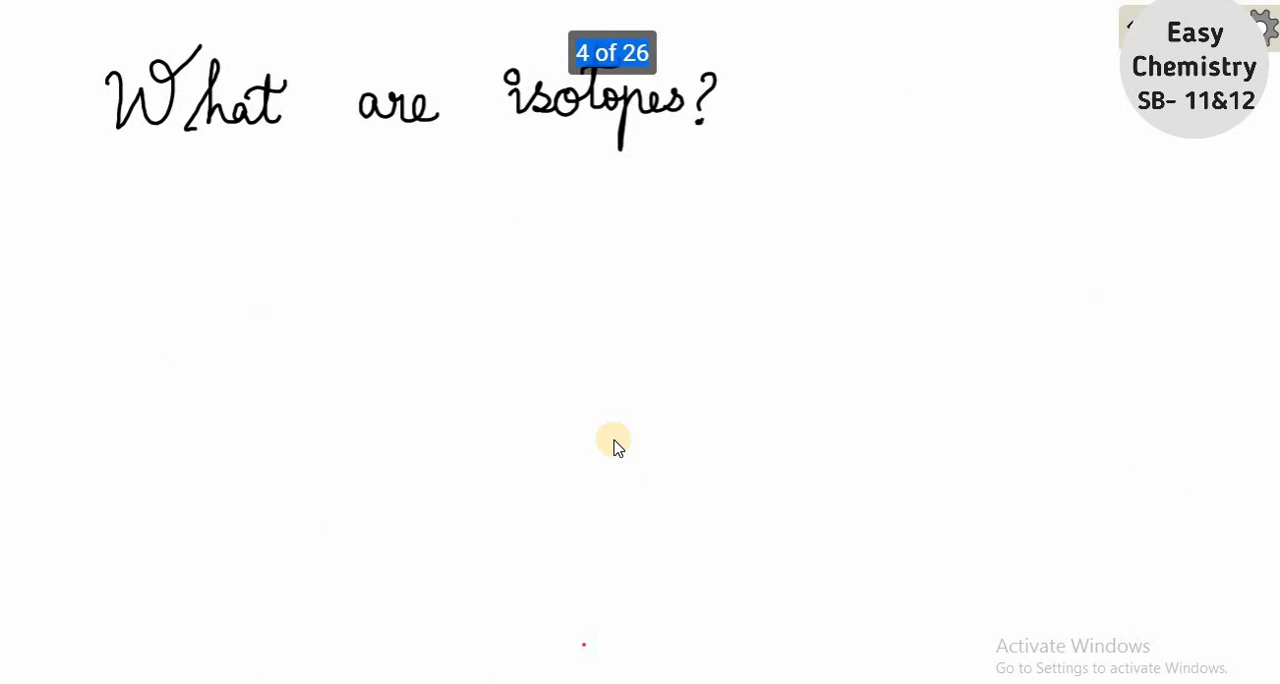 4 of 26
What are isotopes?
Easy
Chemistry
SB- 11&12
Activate Windows
Go to Settings to activate Windows.